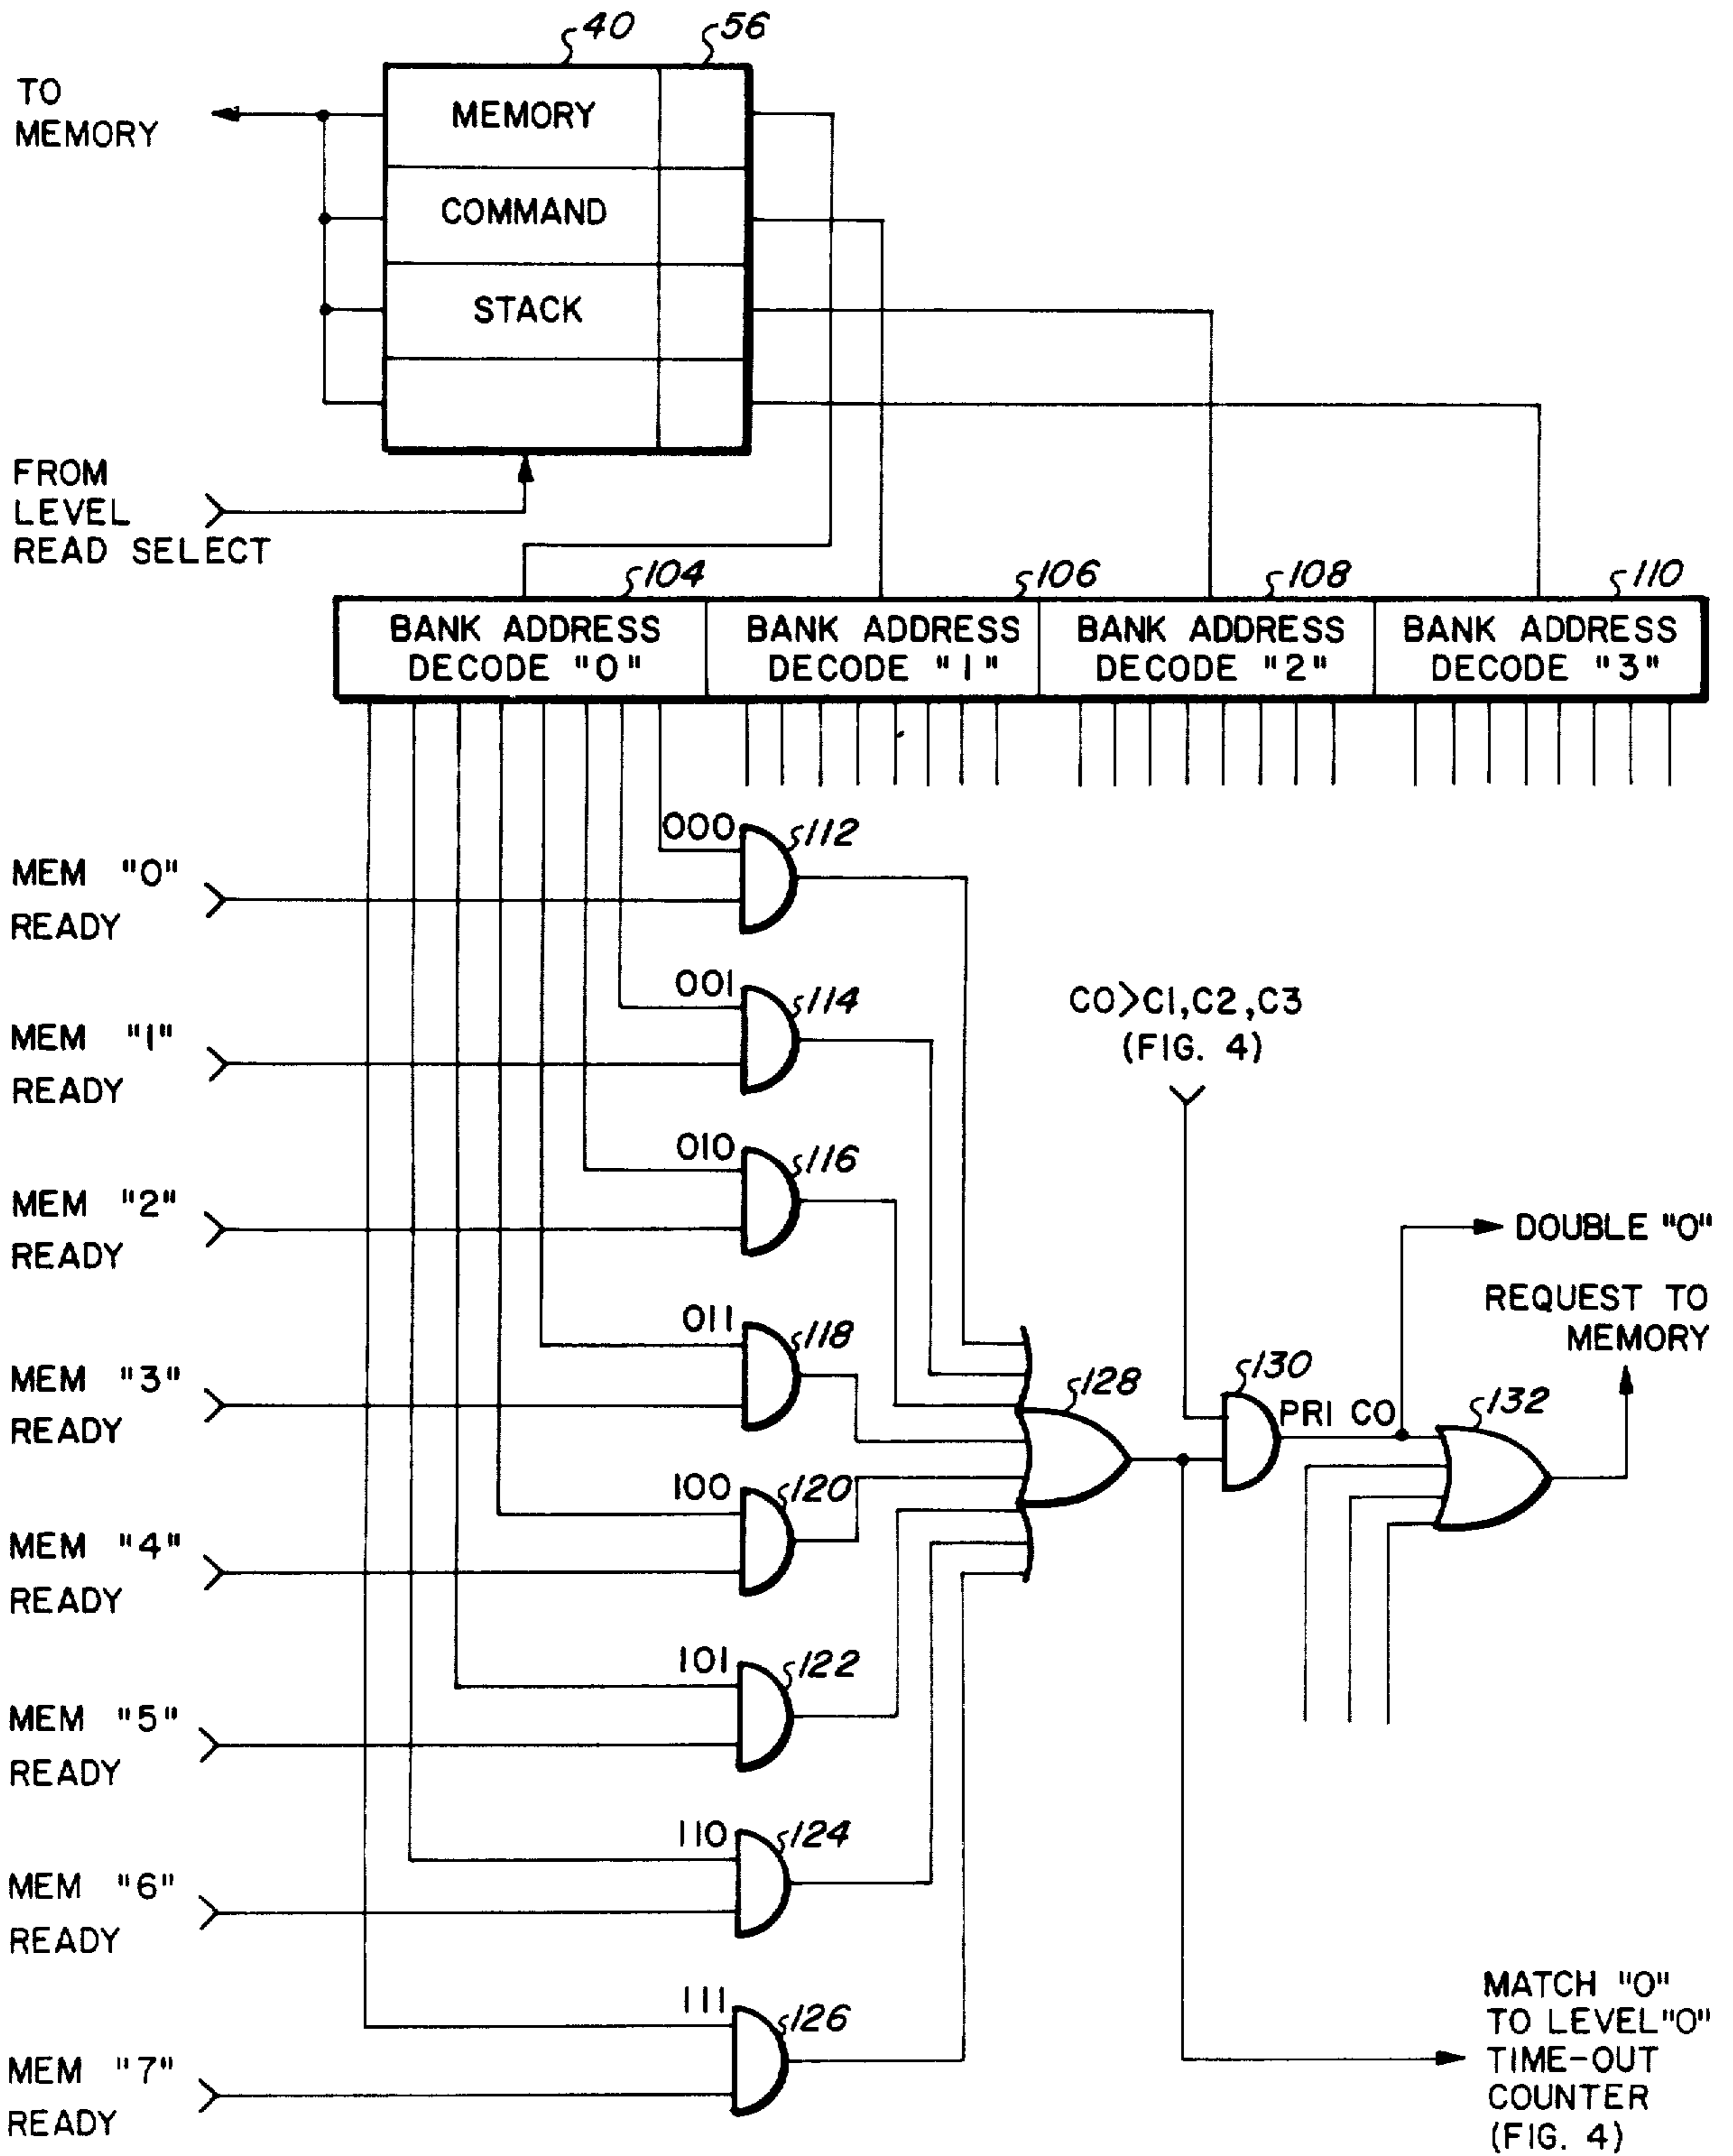 40
56
TO
MEMORY
MEMORY
COMMAND
STACK
FROM
LEVEL
READ SELECT
104
106
108
110
BANK ADDRESS
DECODE "0"
BANK ADDRESS
DECODE "1"
BANK ADDRESS
DECODE "2"
BANK ADDRESS
DECODE "3"
000
112
MEM "0"
READY
001
114
MEM "1"
READY
C0>C1,C2,C3
(FIG. 4)
010
116
MEM "2"
READY
DOUBLE "0"
REQUEST TO
MEMORY
011
118
MEM "3"
READY
128
130
PRI C0
132
100
120
MEM "4"
READY
101
122
MEM "5"
READY
110
124
MEM "6"
READY
111
126
MEM "7"
READY
MATCH "0"
TO LEVEL "0"
TIME-OUT
COUNTER
(FIG. 4)